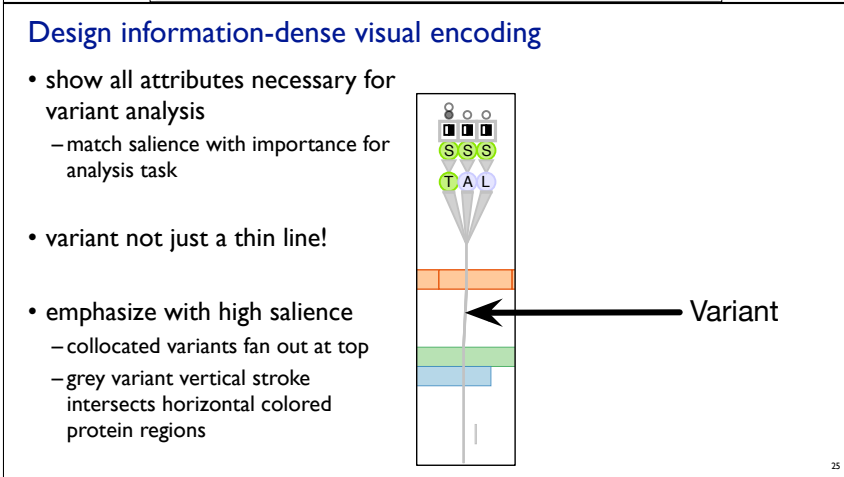 Design information-dense visual encoding
• show all attributes necessary for
variant analysis
– match salience with importance for
analysis task
• variant not just a thin line!
• emphasize with high salience
– collocated variants fan out at top
– grey variant vertical stroke
intersects horizontal colored
protein regions
S S S
T A L
Variant
25